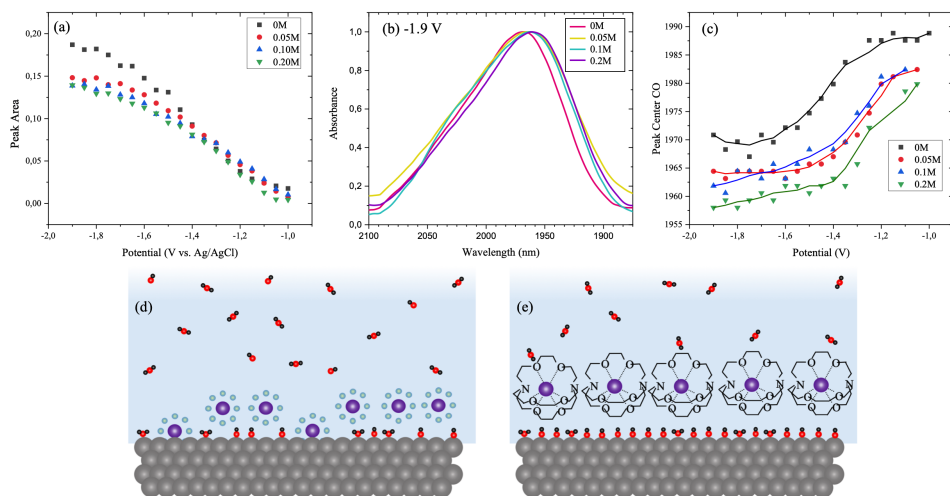 (a)
0M
0.05M
0.10M
0.20M
Peak Area
0,20
0,15
0,10
0,05
0,00
-2,0
-1,8
-1,6
-1,4
-1,2
-1,0
Potential (V vs. Ag/AgCl)
(b) -1.9 V
0M
0.05M
0.1M
0.2M
Absorbance
1,0
0,8
0,6
0,4
0,2
0,0
2100
2050
2000
1950
1900
Wavelength (nm)
(c)
0M
0.05M
0.1M
0.2M
Peak Center CO
1990
1985
1980
1975
1970
1965
1960
1955
-2,0
-1,8
-1,6
-1,4
-1,2
-1,0
Potential (V)
(d)
(e)
O O
N O O N
O O
O O
N O O N
O O
O O
N O O N
O O
O O
N O O N
O O
O O
N O O N
O O